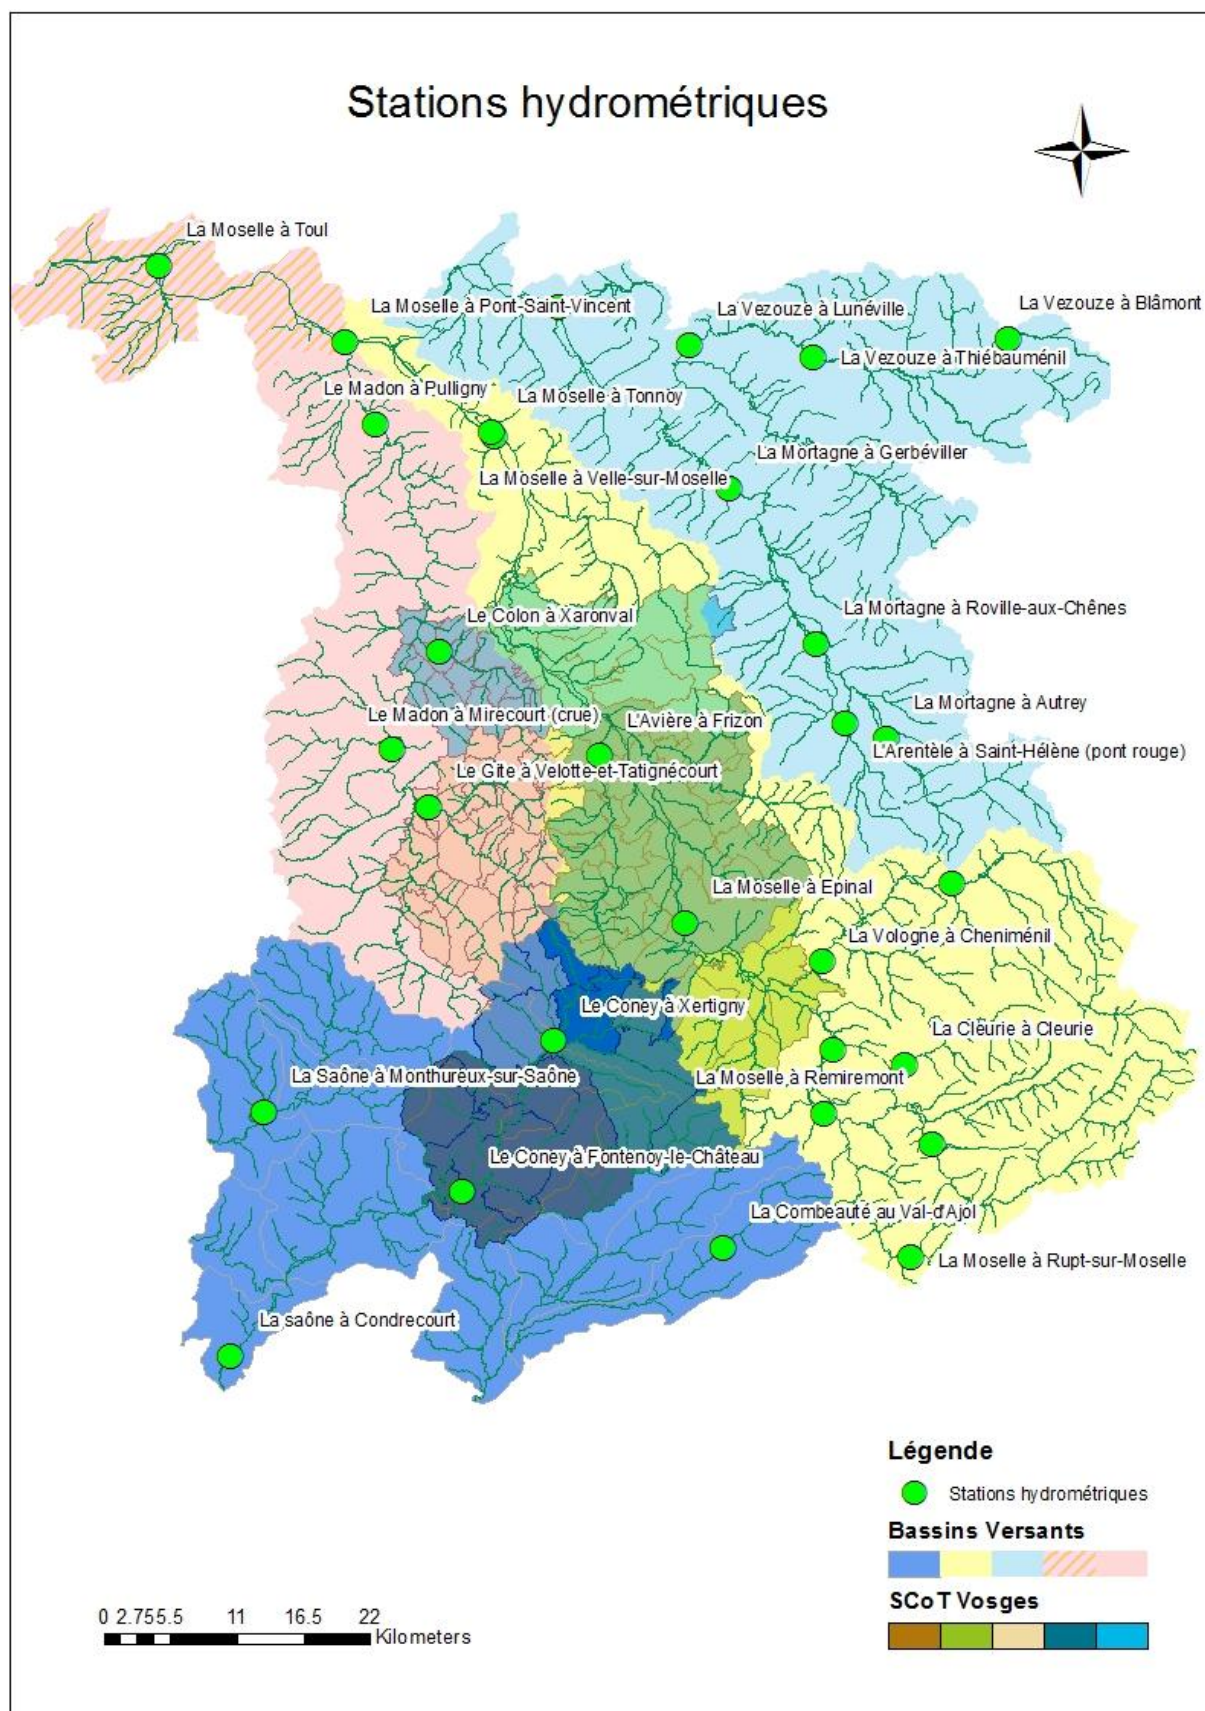 Stations hydrométriques
La Moselle à Toul
La Moselle à Pont-Saint-Vincent
La Vezouze à Lunéville
La Vezouze à Blâmont
La Vezouze à Thiébauménil
Le Madon à Pulligny
La Moselle à Tonnoy
La Mortagne à Gerbéviller
La Moselle à Velle-sur-Moselle
La Mortagne à Roville-aux-Chênes
Le Colon à Xaronval
La Mortagne à Autrey
Le Madon à Mirecourt (crue)
L'Avière à Frizon
L'Arentèle à Saint-Hélène (pont rouge)
Le Gîte à Velotte-et-Tatignécourt
La Moselle à Epinal
La Vologne à Cheniménil
Le Coney à Xertigny
La Cleurie à Cleurie
La Saône à Monthureux-sur-Saône
La Moselle à Remiremont
Le Coney à Fontenoy-le-Château
La Combeauté au Val-d'Ajol
La Moselle à Rupt-sur-Moselle
La saône à Condrecourt
Légende
Stations hydrométriques
Bassins Versants
SCoT Vosges
0 2.75 5.5 11 16.5 22
Kilometers